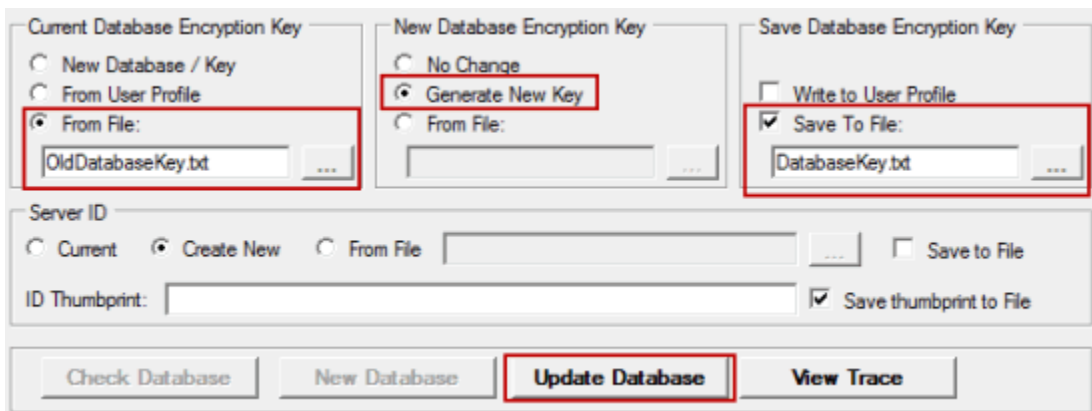 Current Database Encryption Key
New Database / Key
From User Profile
From File:
OldDatabaseKey.txt
...
New Database Encryption Key
No Change
Generate New Key
From File:
...
Save Database Encryption Key
Write to User Profile
Save To File:
DatabaseKey.txt
...
Server ID
Current Create New From File ... Save to File
ID Thumbprint: Save thumbprint to File
Check Database New Database Update Database View Trace